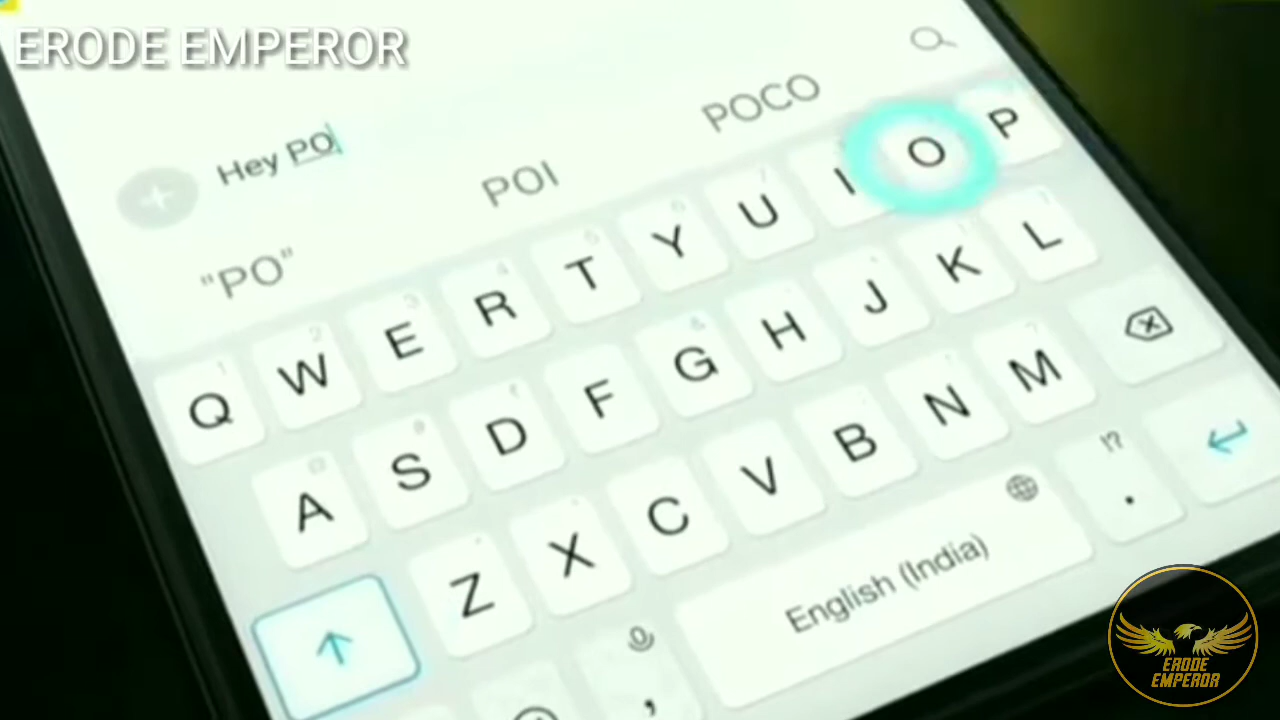 ERODE EMPEROR
Hey PO
"PO" POI POCO
Q W E R T Y U I O P
A S D F G H J K L
Z X C V B N M
, English (India) . !?
ERODE
EMPEROR